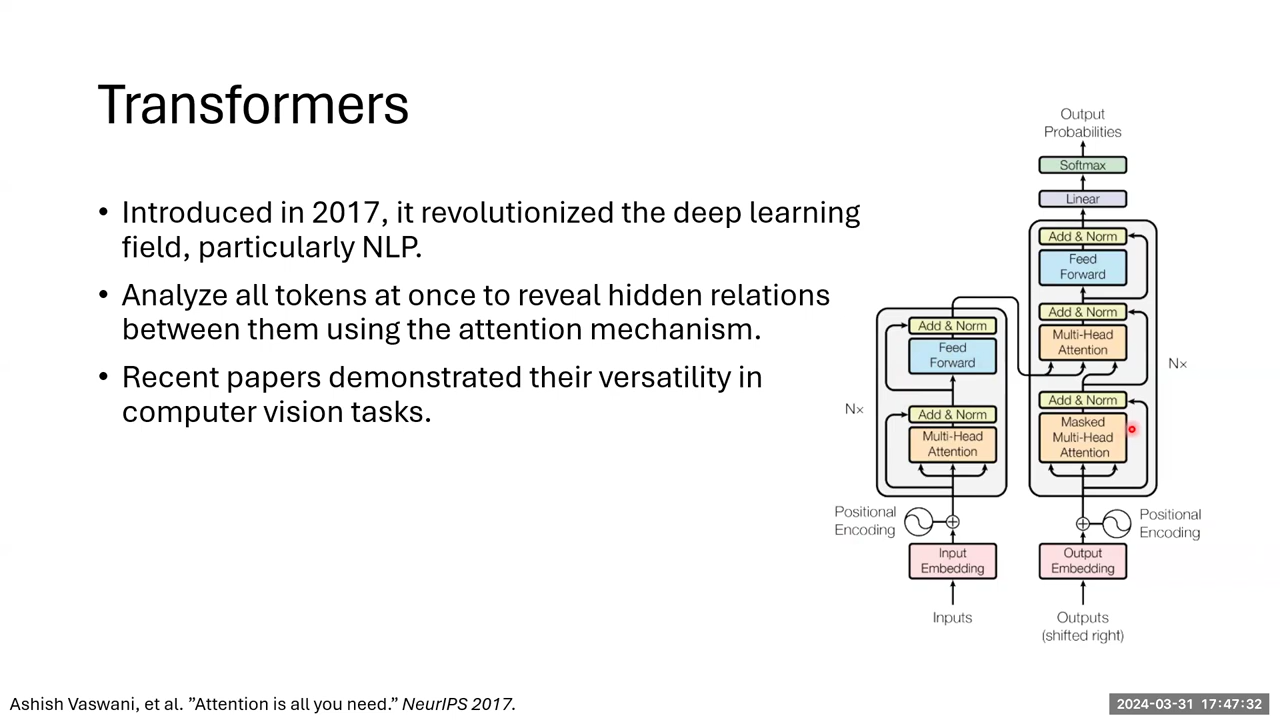 Transformers
• Introduced in 2017, it revolutionized the deep learning
field, particularly NLP.
• Analyze all tokens at once to reveal hidden relations
between them using the attention mechanism.
• Recent papers demonstrated their versatility in
computer vision tasks.
Output
Probabilities
Softmax
Linear
Add & Norm
Feed
Forward
Add & Norm
Multi-Head
Attention
Add & Norm
Masked
Multi-Head
Attention
Nx
Positional
Encoding
Output
Embedding
Outputs
(shifted right)
Add & Norm
Feed
Forward
Add & Norm
Multi-Head
Attention
Nx
Positional
Encoding
Input
Embedding
Inputs
Ashish Vaswani, et al. ”Attention is all you need.” NeurIPS 2017.
2024-03-31 17:47:32